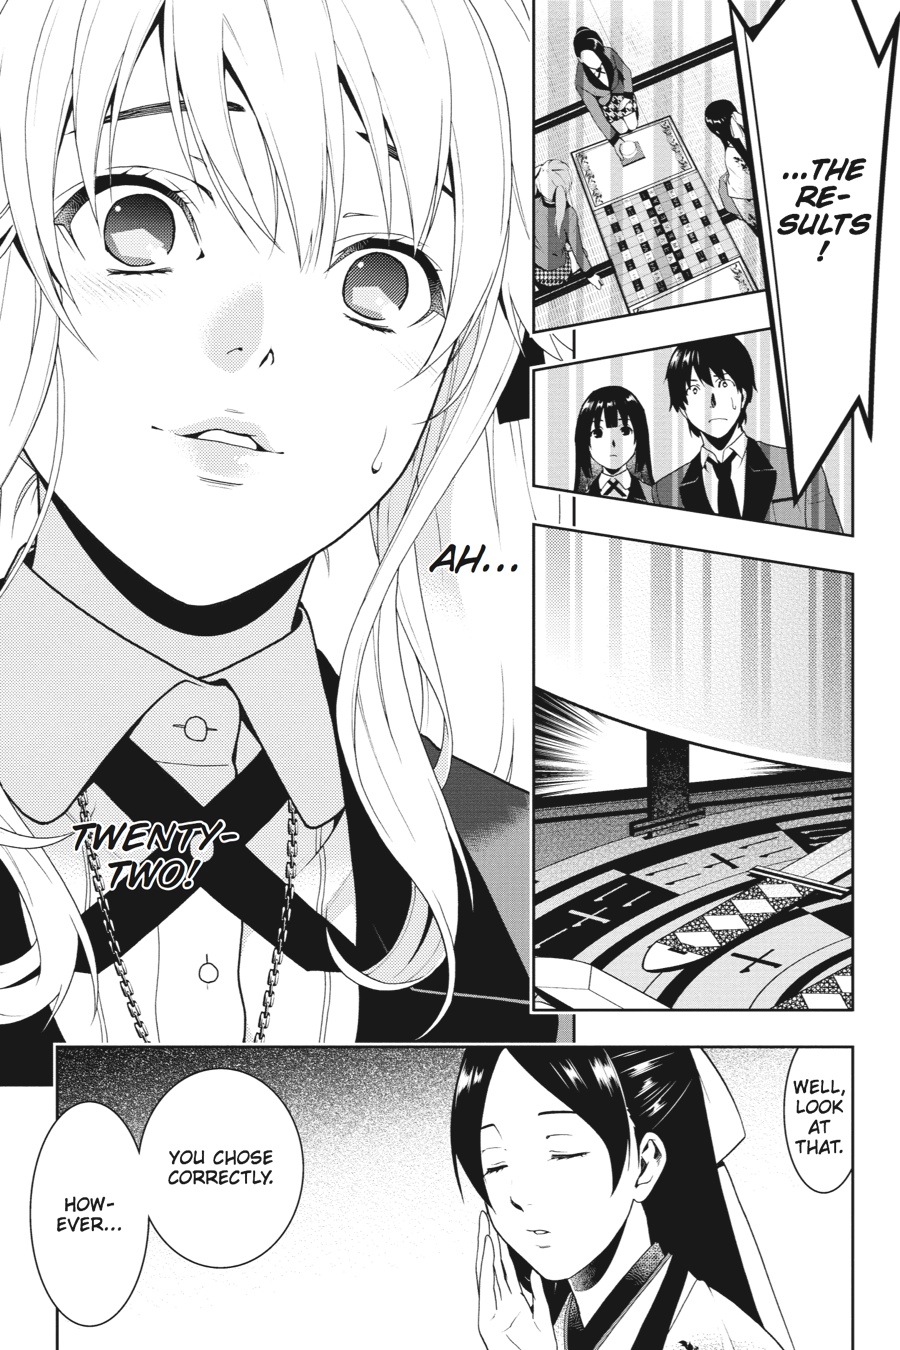 ...THE
RE-
SULTS
!
AH...
TWENTY-
TWO!
WELL,
LOOK
AT
THAT.
YOU CHOSE
CORRECTLY.
HOW-
EVER...